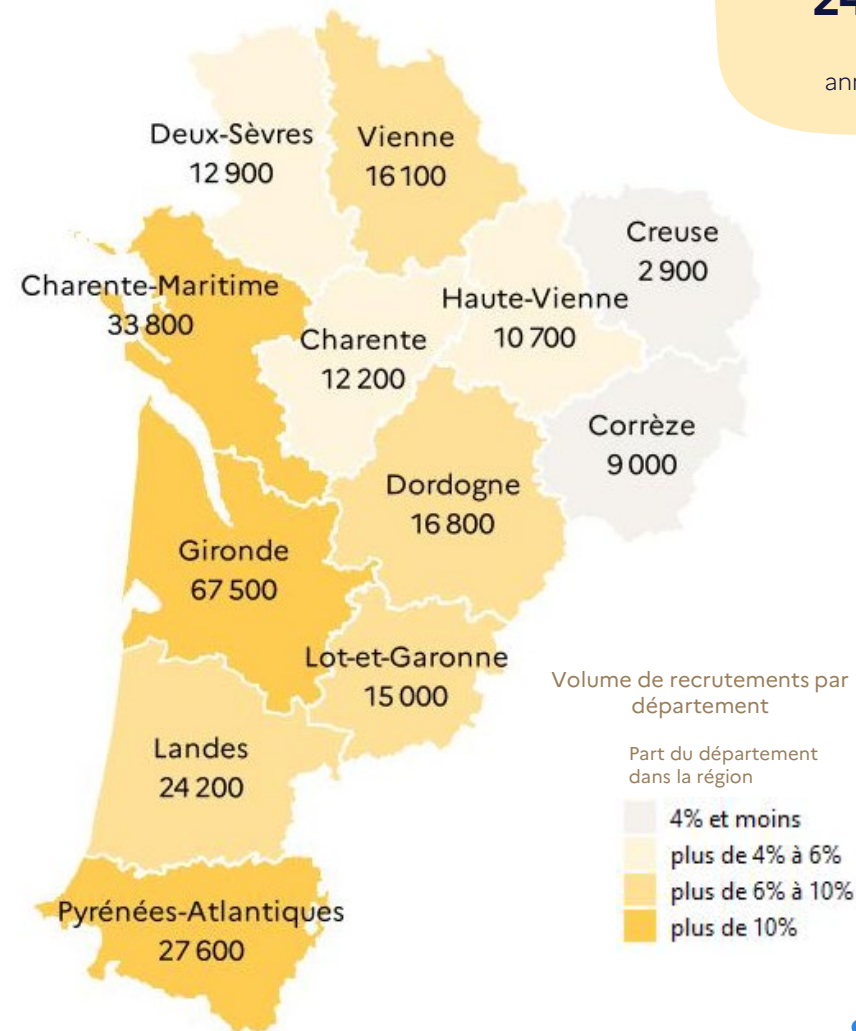 24
Deux-Sèvres
12 900
Vienne
16 100
Creuse
2 900
Charente-Maritime
33 800
Haute-Vienne
10 700
Charente
12 200
Corrèze
9 000
Dordogne
16 800
Gironde
67 500
Lot-et-Garonne
15 000
Landes
24 200
Pyrénées-Atlantiques
27 600
Volume de recrutements par
département
Part du département
dans la région
4% et moins
plus de 4% à 6%
plus de 6% à 10%
plus de 10%